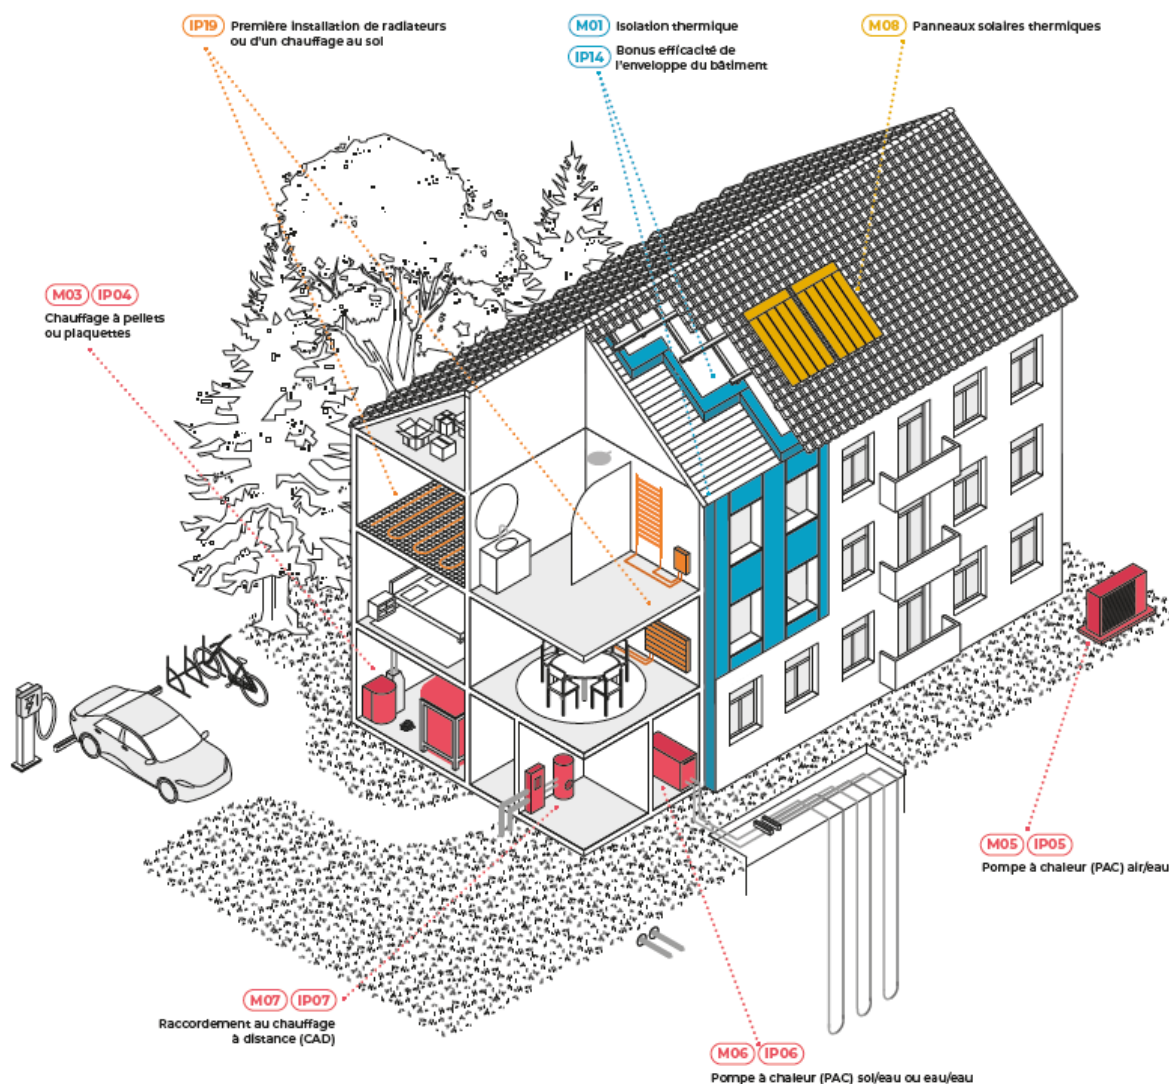 IP19 Première installation de radiateurs
ou d'un chauffage au sol
M01 Isolation thermique
IP14 Bonus efficacité de
l'enveloppe du bâtiment
M08 Panneaux solaires thermiques
M03 IP04
Chauffage à pellets
ou plaquettes
M05 IP05
Pompe à chaleur (PAC) air/eau
M07 IP07
Raccordement au chauffage
à distance (CAD)
M06 IP06
Pompe à chaleur (PAC) sol/eau ou eau/eau